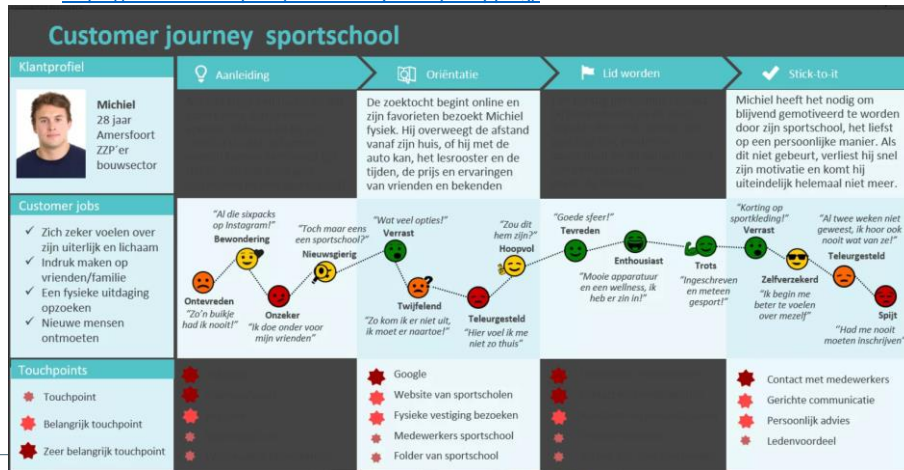 Customer journey sportschool
Klantprofiel
Michiel
28 jaar
Amersfoort
ZZP´er
bouwsector
Aanleiding
Oriëntatie
Lid worden
Stick-to-it
De zoektocht begint online en
zijn favorieten bezoekt Michiel
fysiek. Hij overweegt de afstand
vanaf zijn huis, of hij met de
auto kan, het lesrooster en de
tijden, de prijs en ervaringen
van vrienden en bekenden
Michiel heeft het nodig om
blijvend gemotiveerd te worden
door zijn sportschool, het liefst
op een persoonlijke manier. Als
dit niet gebeurt, verliest hij snel
zijn motivatie en komt hij
uiteindelijk helemaal niet meer.
Customer jobs
Zich zeker voelen over
zijn uiterlijk en lichaam
Indruk maken op
vrienden/familie
Een fysieke uitdaging
opzoeken
Nieuwe mensen
ontmoeten
Ontevreden
"Zo'n buikje
had ik nooit!"
"Al die sixpacks
op Instagram!"
Bewondering
Onzeker
"Ik doe onder voor
mijn vrienden"
"Toch maar eens
een sportschool?"
Nieuwsgierig
"Wat veel opties!"
Verrast
Twijfelend
"Zo kom ik er niet uit,
ik moet er naartoe!"
Teleurgesteld
"Hier voel ik me
niet zo thuis"
"Zou dit
hem zijn?"
Hoopvol
"Goede sfeer!"
Tevreden
Enthousiast
"Mooie apparatuur
en een wellness, ik
heb er zin in!"
Trots
"Ingeschreven
en meteen
gesport!"
"Korting op
sportkleding!"
Verrast
Zelfverzekerd
"Ik begin me
beter te voelen
over mezelf"
"Al twee weken niet
geweest, ik hoor ook
nooit wat van ze!"
Teleurgesteld
Spijt
"Had me nooit
moeten inschrijven"
Touchpoints
Touchpoint
Belangrijk touchpoint
Zeer belangrijk touchpoint
Google
Website van sportscholen
Fysieke vestiging bezoeken
Medewerkers sportschool
Folder van sportschool
Contact met medewerkers
Gerichte communicatie
Persoonlijk advies
Ledenvoordeel